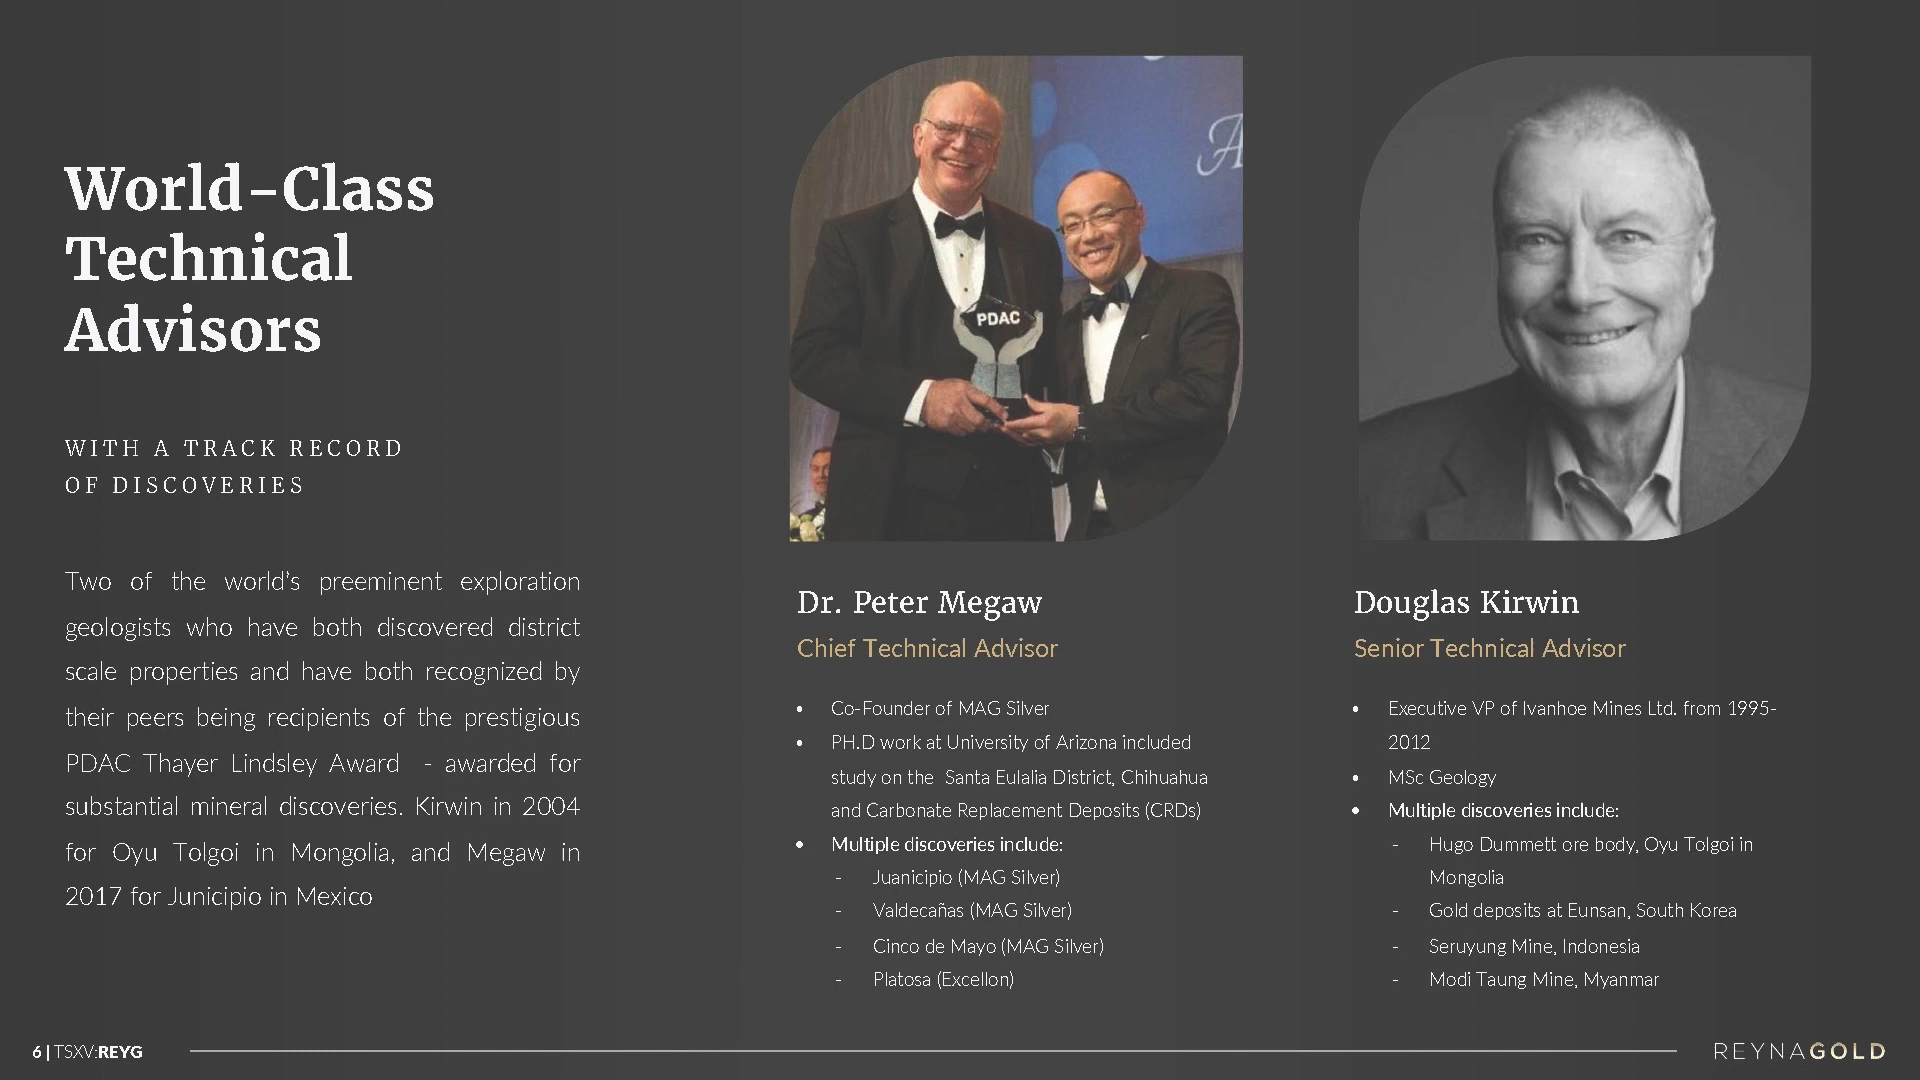 World-Class
Technical
Advisors
WITH A TRACK RECORD
OF DISCOVERIES
Two of the world's preeminent exploration
geologists who have both discovered district
scale properties and have both recognized by
their peers being recipients of the prestigious
PDAC Thayer Lindsley Award - awarded for
substantial mineral discoveries. Kirwin in 2004
for Oyu Tolgoi in Mongolia, and Megaw in
2017 for Junicipio in Mexico
A
PDAC
Dr. Peter Megaw
Chief Technical Advisor
• Co-Founder of MAG Silver
• PH.D work at University of Arizona included
study on the Santa Eulalia District, Chihuahua
and Carbonate Replacement Deposits (CRDs)
• Multiple discoveries include:
- Juanicipio (MAG Silver)
- Valdecañas (MAG Silver)
- Cinco de Mayo (MAG Silver)
- Platosa (Excellon)
Douglas Kirwin
Senior Technical Advisor
• Executive VP of Ivanhoe Mines Ltd. from 1995-
2012
• MSc Geology
• Multiple discoveries include:
- Hugo Dummett ore body, Oyu Tolgoi in
Mongolia
- Gold deposits at Eunsan, South Korea
- Seruyung Mine, Indonesia
- Modi Taung Mine, Myanmar
6 | TSXV:REYG
REYNAGOLD